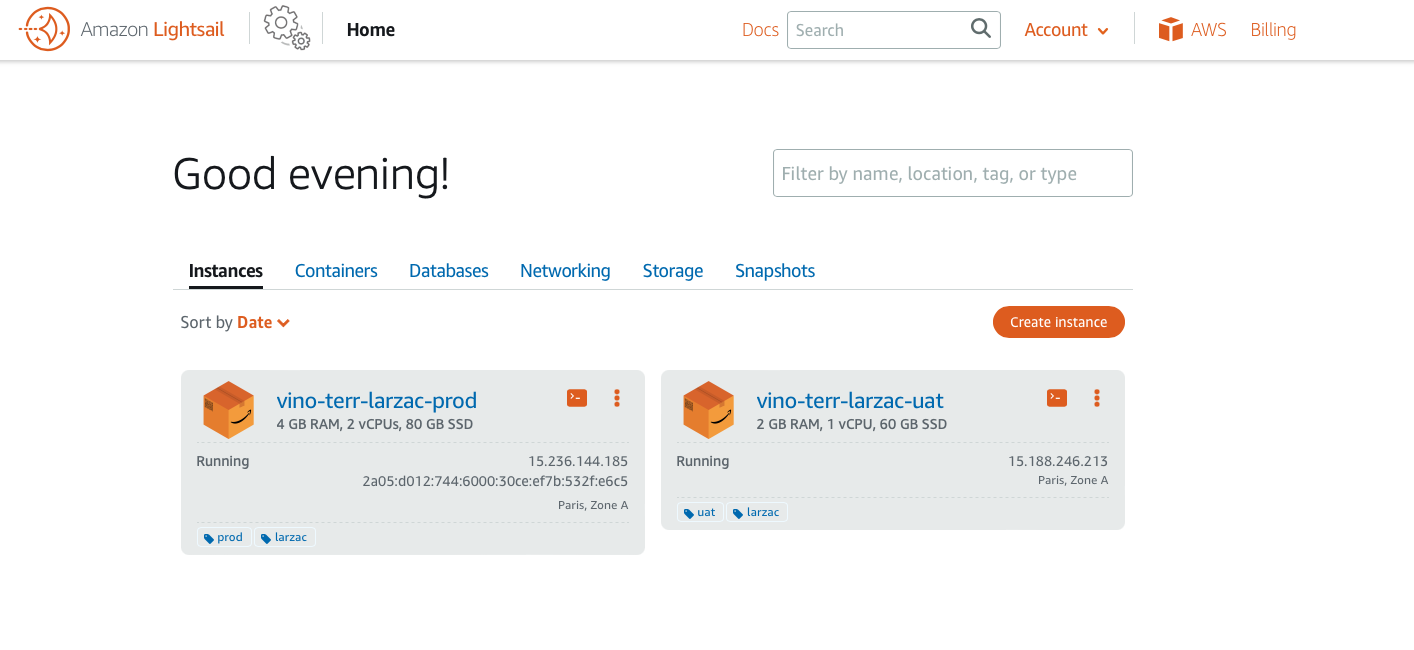 Amazon Lightsail Home Docs Search Account AWS Billing
Good evening! Filter by name, location, tag, or type
Instances Containers Databases Networking Storage Snapshots
Sort by Date Create instance
vino-terr-larzac-prod
4 GB RAM, 2 vCPUs, 80 GB SSD
Running 15.236.144.185
2a05:d012:744:6000:30ce:ef7b:532f:e6c5
Paris, Zone A
prod larzac
vino-terr-larzac-uat
2 GB RAM, 1 vCPU, 60 GB SSD
Running 15.188.246.213
Paris, Zone A
uat larzac